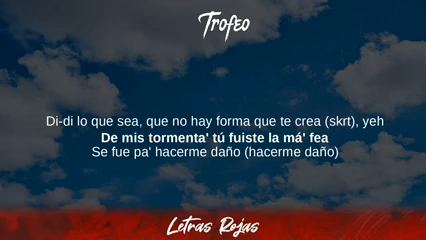 Trofeo
Di-di lo que sea, que no hay forma que te crea (skrt), yeh
De mis tormenta' tú fuiste la má' fea
Se fue pa' hacerme daño (hacerme daño)
Letras Rojas